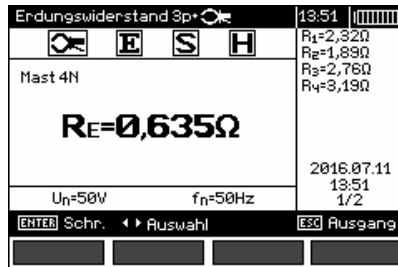 Erdungswiderstand 3p+
13:51
E S H
R1=2,32Ω
R2=1,89Ω
R3=2,76Ω
R4=3,19Ω
Mast 4N
RE=0,635Ω
2016.07.11
13:51
1/2
Un=50V fn=50Hz
ENTER Schr. Auswahl ESC Ausgang